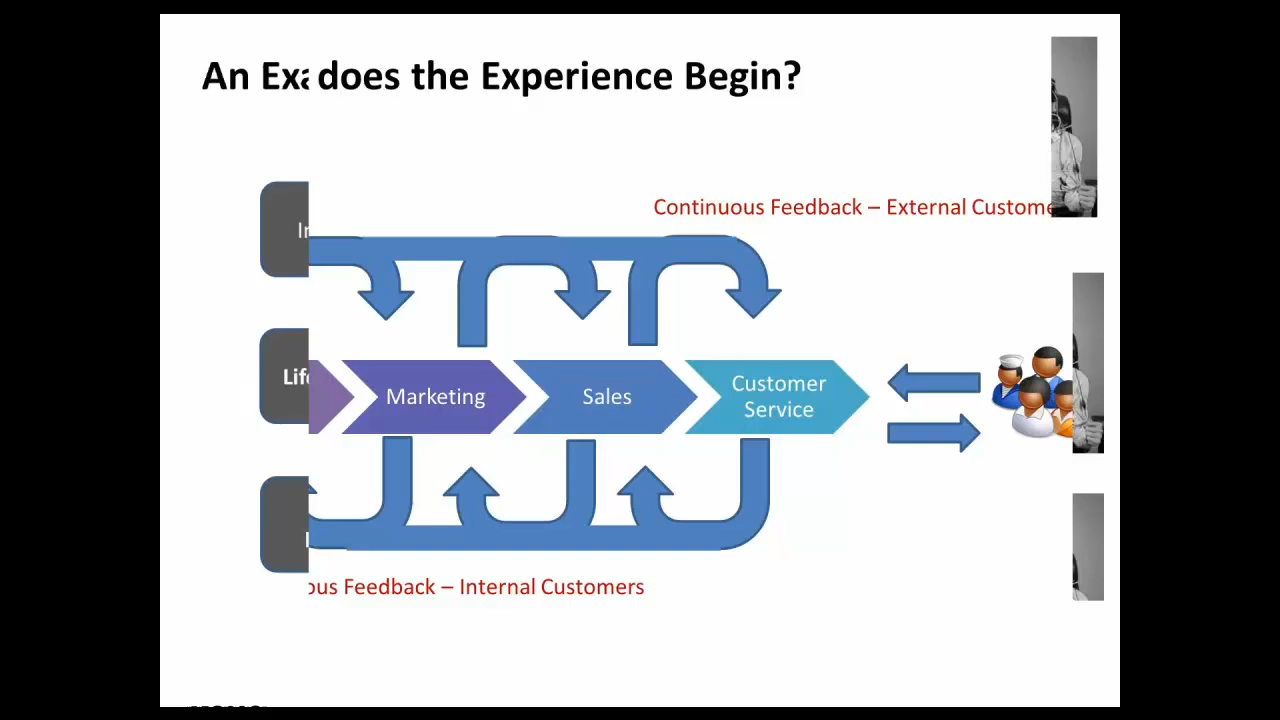 An Exa does the Experience Begin?
Continuous Feedback – External Custome
In
Marketing
Sales
Customer
Service
Life
ous Feedback – Internal Customers